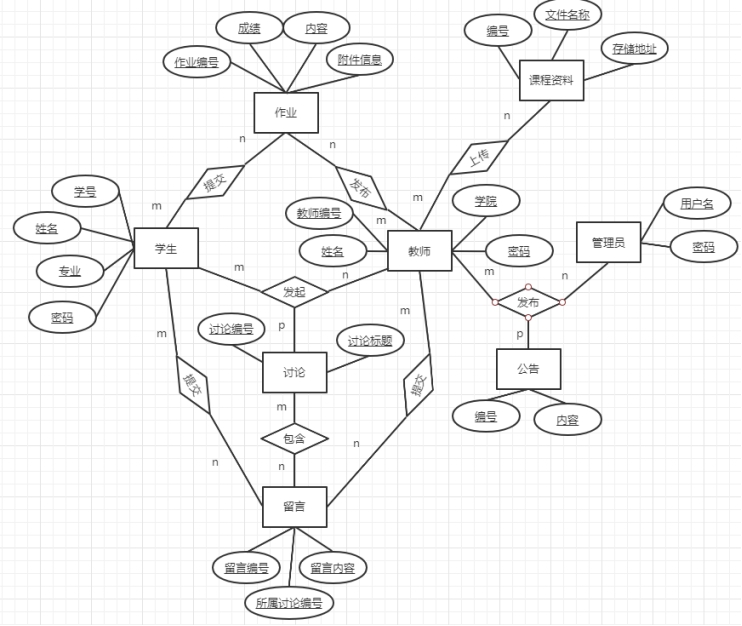 文件名称
成绩
内容
编号
存储地址
作业编号
附件信息
课程资料
作业
n
n
n
上传
提交
发布
学号
m
m
学院
用户名
教师编号
m
姓名
学生
姓名
教师
密码
管理员
密码
专业
m
n
m
n
发起
发布
密码
m
p
讨论编号
p
m
讨论标题
讨论
公告
提交
提交
m
编号
内容
包含
n
n
n
留言
留言编号
留言内容
所属讨论编号